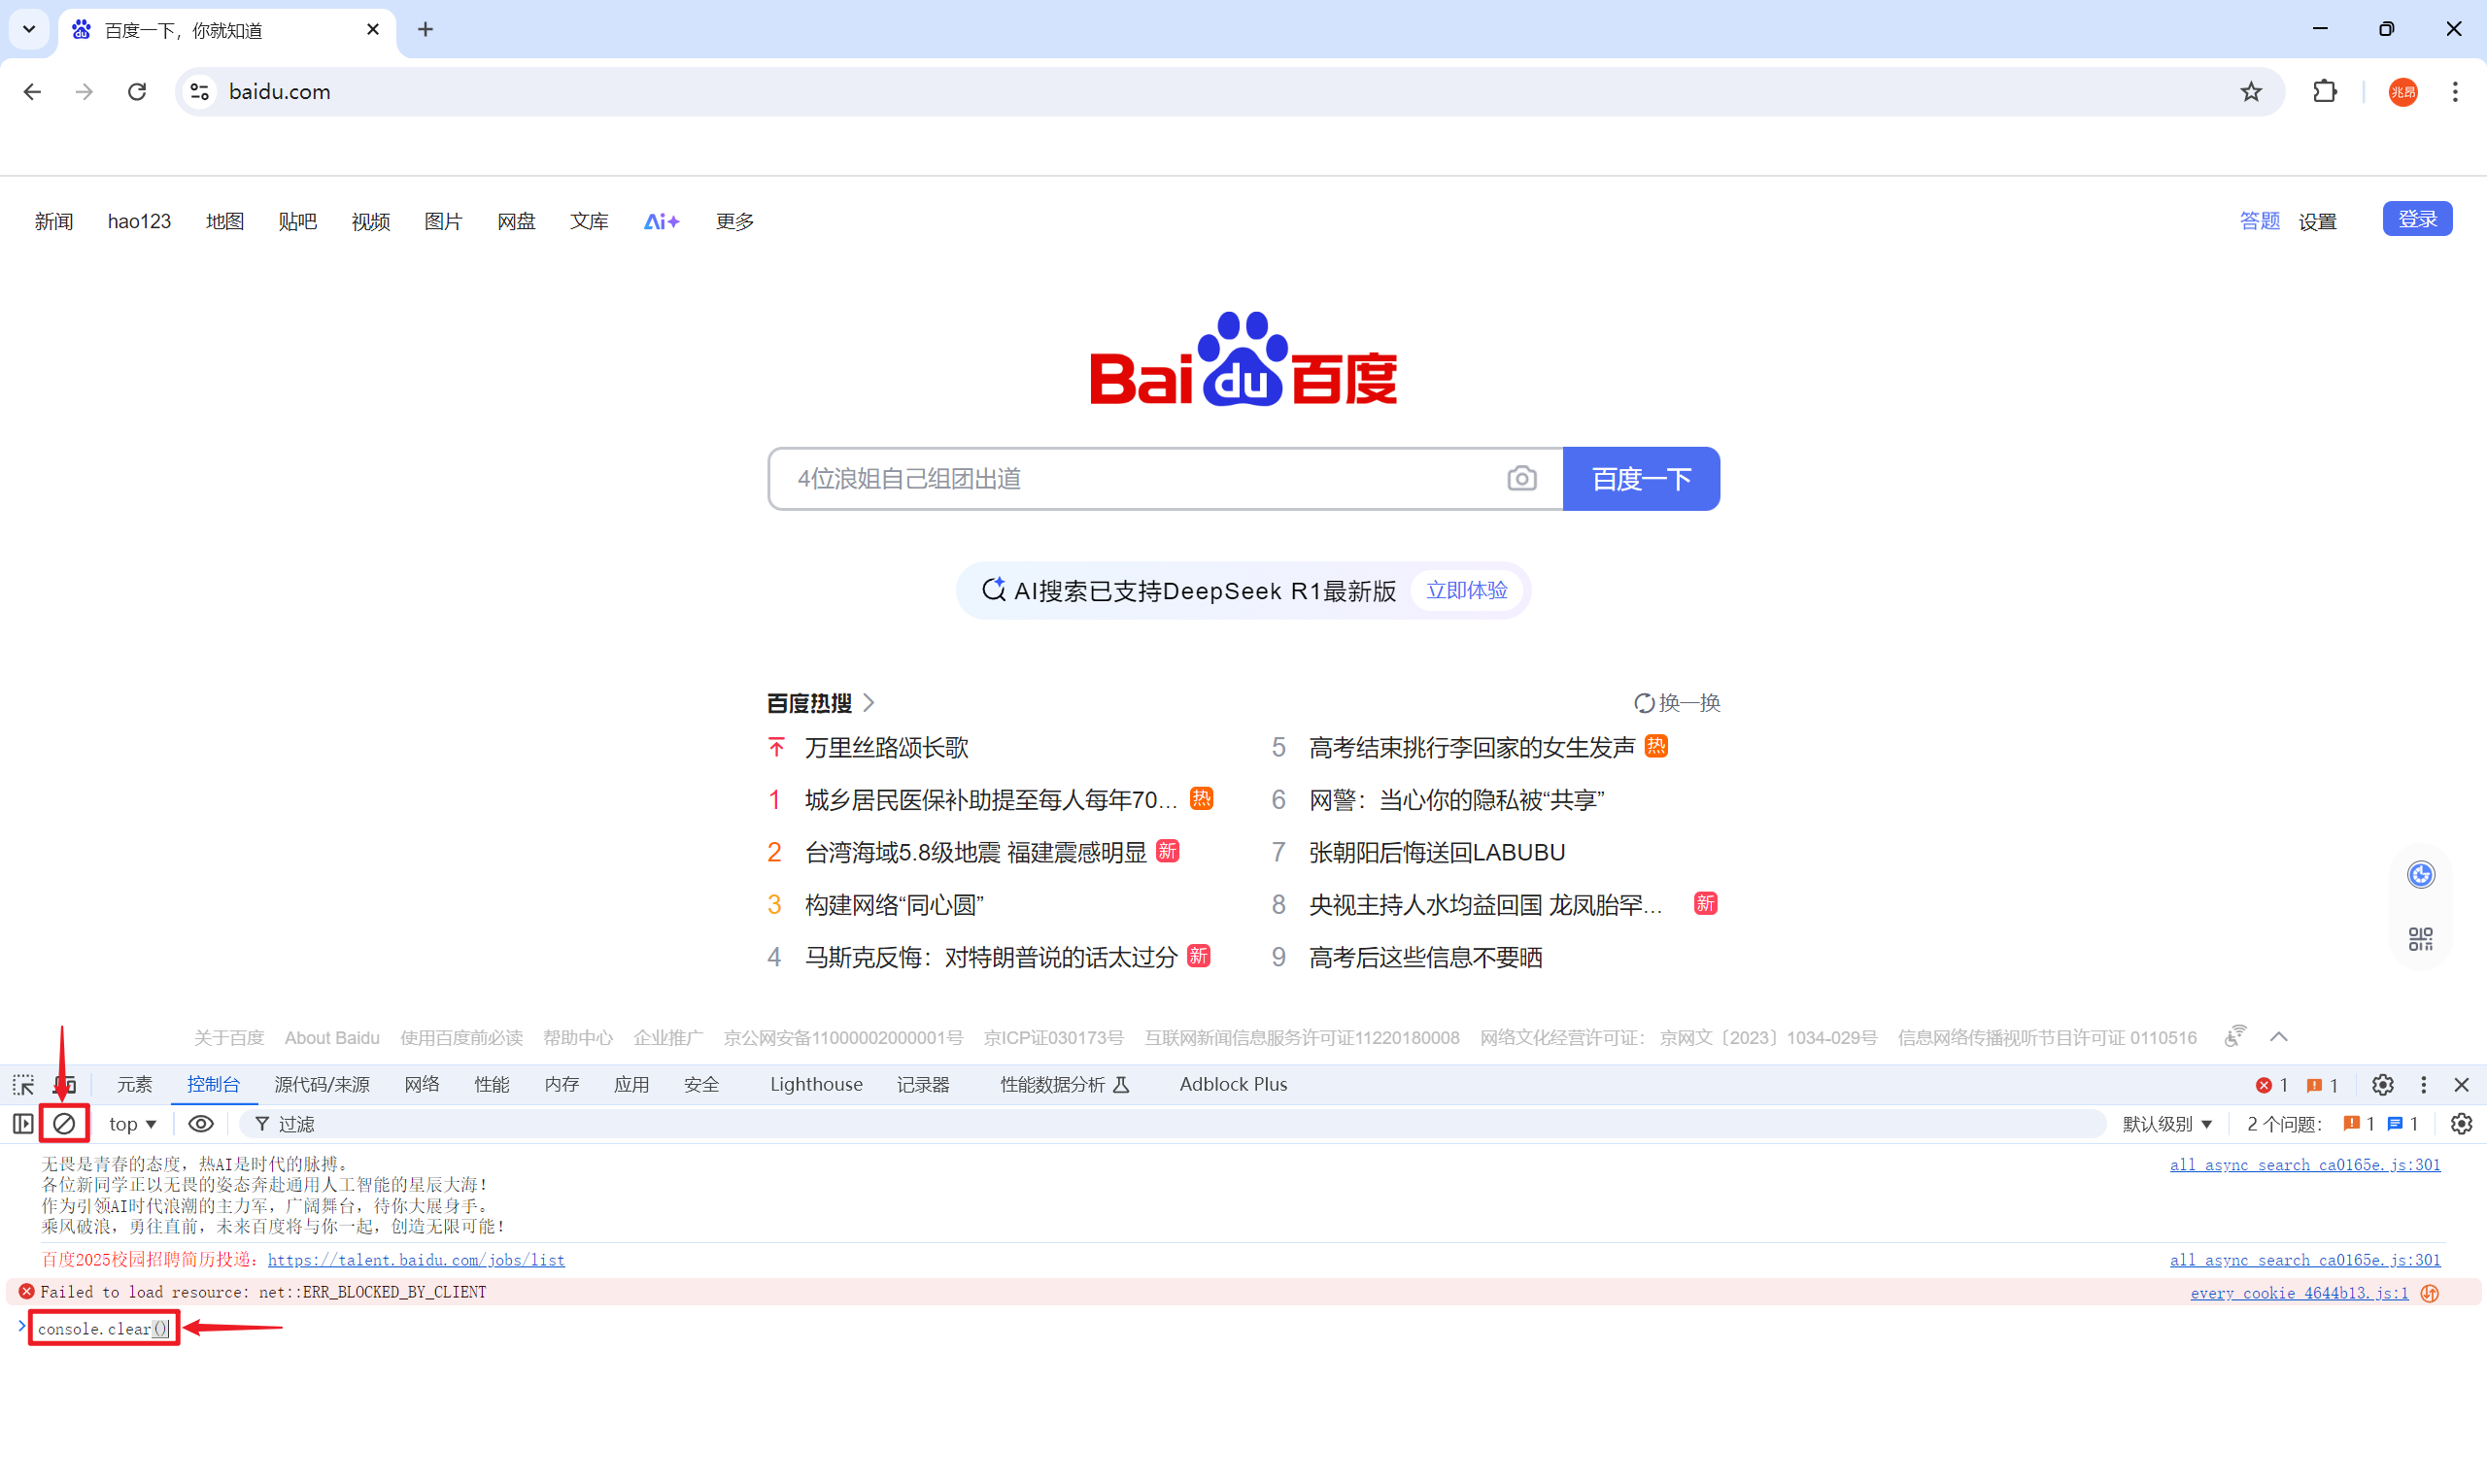 百度一下，你就知道
baidu.com
兆昂
新闻 hao123 地图 贴吧 视频 图片 网盘 文库 Ai+ 更多 答题 设置 登录
Bai du 百度
4位浪姐自己组团出道 百度一下
AI搜索已支持DeepSeek R1最新版 立即体验
百度热搜 换一换
万里丝路颂长歌
1 城乡居民医保补助提至每人每年70... 热
2 台湾海域5.8级地震 福建震感明显 新
3 构建网络“同心圆”
4 马斯克反悔：对特朗普说的话太过分 新
5 高考结束挑行李回家的女生发声 热
6 网警：当心你的隐私被“共享”
7 张朝阳后悔送回LABUBU
8 央视主持人水均益回国 龙凤胎罕... 新
9 高考后这些信息不要晒
关于百度 About Baidu 使用百度前必读 帮助中心 企业推广 京公网安备11000002000001号 京ICP证030173号 互联网新闻信息服务许可证11220180008 网络文化经营许可证： 京网文〔2023〕1034-029号 信息网络传播视听节目许可证 0110516
元素 控制台 源代码/来源 网络 性能 内存 应用 安全 Lighthouse 记录器 性能数据分析 Adblock Plus 1 1
top 过滤 默认级别 2 个问题： 1 1
无畏是青春的态度，热AI是时代的脉搏。 all_async_search_ca0165e.js:301
各位新同学正以无畏的姿态奔赴通用人工智能的星辰大海！
作为引领AI时代浪潮的主力军，广阔舞台，待你大展身手。
乘风破浪，勇往直前，未来百度将与你一起，创造无限可能！
百度2025校园招聘简历投递：https://talent.baidu.com/jobs/list all_async_search_ca0165e.js:301
Failed to load resource: net::ERR_BLOCKED_BY_CLIENT every_cookie_4644b13.js:1
console.clear()